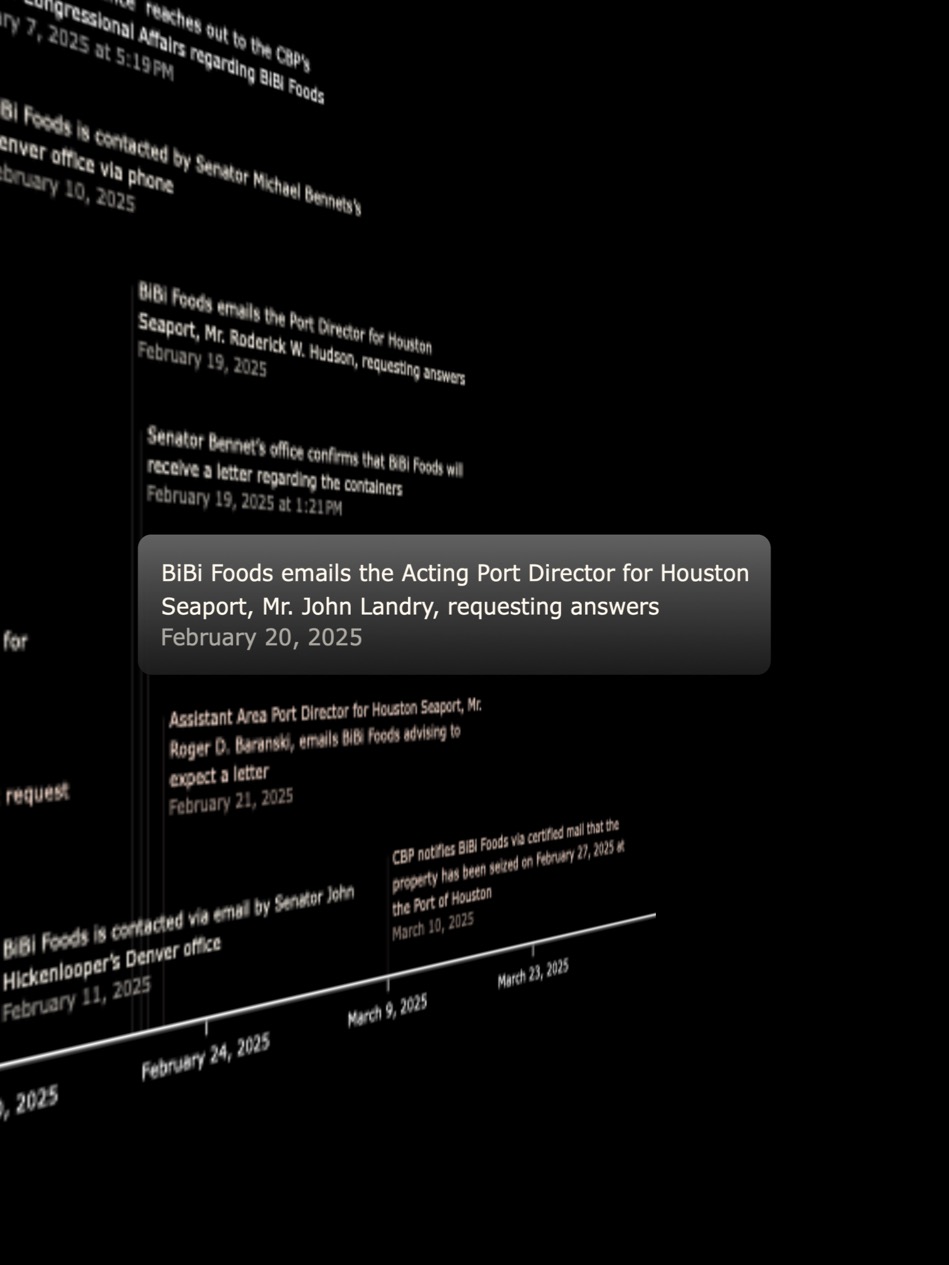 reaches out to the CBP's
Congressional Affairs regarding BiBi Foods
7, 2025 at 5:19PM
BiBi Foods is contacted by Senator Michael Bennets's
enver office via phone
ebruary 10, 2025
BiBi Foods emails the Port Director for Houston
Seaport, Mr. Roderick W. Hudson, requesting answers
February 19, 2025
Senator Bennet's office confirms that BiBi Foods will
receive a letter regarding the containers
February 19, 2025 at 1:21PM
BiBi Foods emails the Acting Port Director for Houston
Seaport, Mr. John Landry, requesting answers
February 20, 2025
for
Assistant Area Port Director for Houston Seaport, Mr.
Roger D. Baranski, emails BiBi Foods advising to
expect a letter
February 21, 2025
request
CBP notifies BiBi Foods via certified mail that the
property has been seized on February 27, 2025 at
the Port of Houston
March 10, 2025
BiBi Foods is contacted via email by Senator John
Hickenlooper's Denver office
February 11, 2025
March 23, 2025
March 9, 2025
February 24, 2025
, 2025